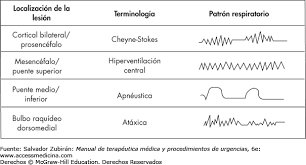 Localización de la lesión
Terminología
Patrón respiratorio
Cortical bilateral/
prosencéfalo
Cheyne-Stokes
Mesencéfalo/
puente superior
Hiperventilación
central
Puente medio/
inferior
Apnéustica
Bulbo raquídeo
dorsomedial
Atáxica
Fuente: Salvador Zubirán: Manual de terapéutica médica y procedimientos de urgencias, 6e:
www.accessmedicina.com
Derechos © McGraw-Hill Education. Derechos Reservados